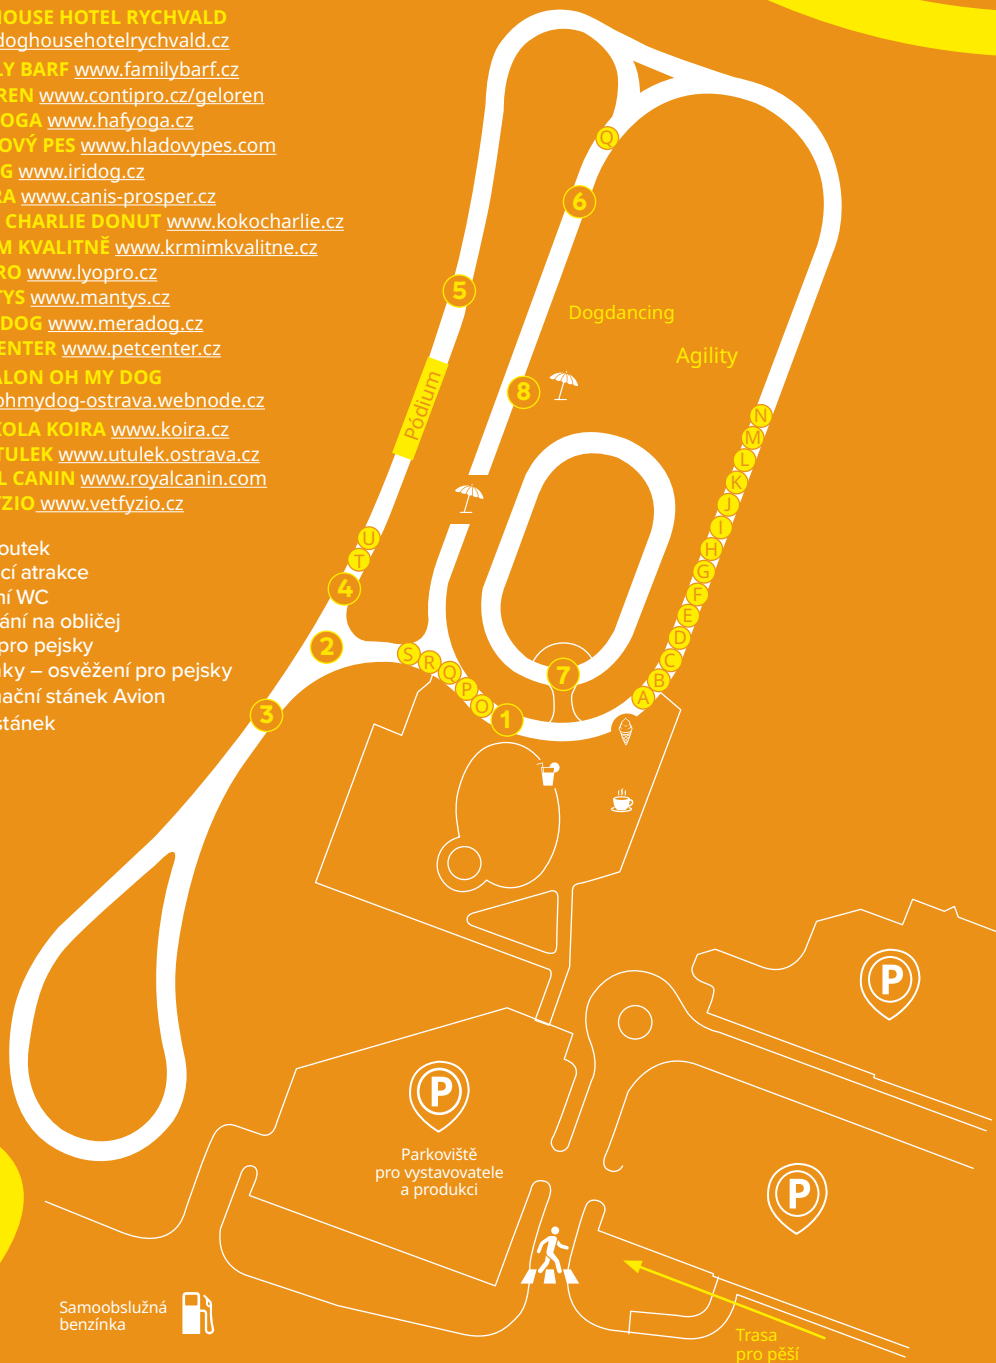 HOUSE HOTEL RYCHVALD
doghousehotelrychvald.cz
LY BARF www.familybarf.cz
REN www.contipro.cz/geloren
OGA www.hafyoga.cz
OVÝ PES www.hladovypes.com
G www.iridog.cz
RA www.canis-prosper.cz
CHARLIE DONUT www.kokocharlie.cz
M KVALITNĚ www.krmimkvalitne.cz
RO www.lyopro.cz
TYS www.mantys.cz
DOG www.meradog.cz
ENTER www.petcenter.cz
ALON OH MY DOG
ohmydog-ostrava.webnode.cz
KOLA KOIRA www.koira.cz
TULEK www.utulek.ostrava.cz
L CANIN www.royalcanin.com
ZIO www.vetfyzio.cz
outek
cí atrakce
ní WC
ání na obličej
pro pejsky
nky – osvěžení pro pejsky
mační stánek Avion
stánek
Q
6
5
Dogdancing
Agility
8
Pódium
N
M
L
K
J
I
H
G
F
E
D
C
B
A
U
T
4
2
3
S
R
Q
P
O
1
7
P
P
Parkoviště
pro vystavovatele
a produkci
P
Samoobslužná
benzínka
Trasa
pro pěší